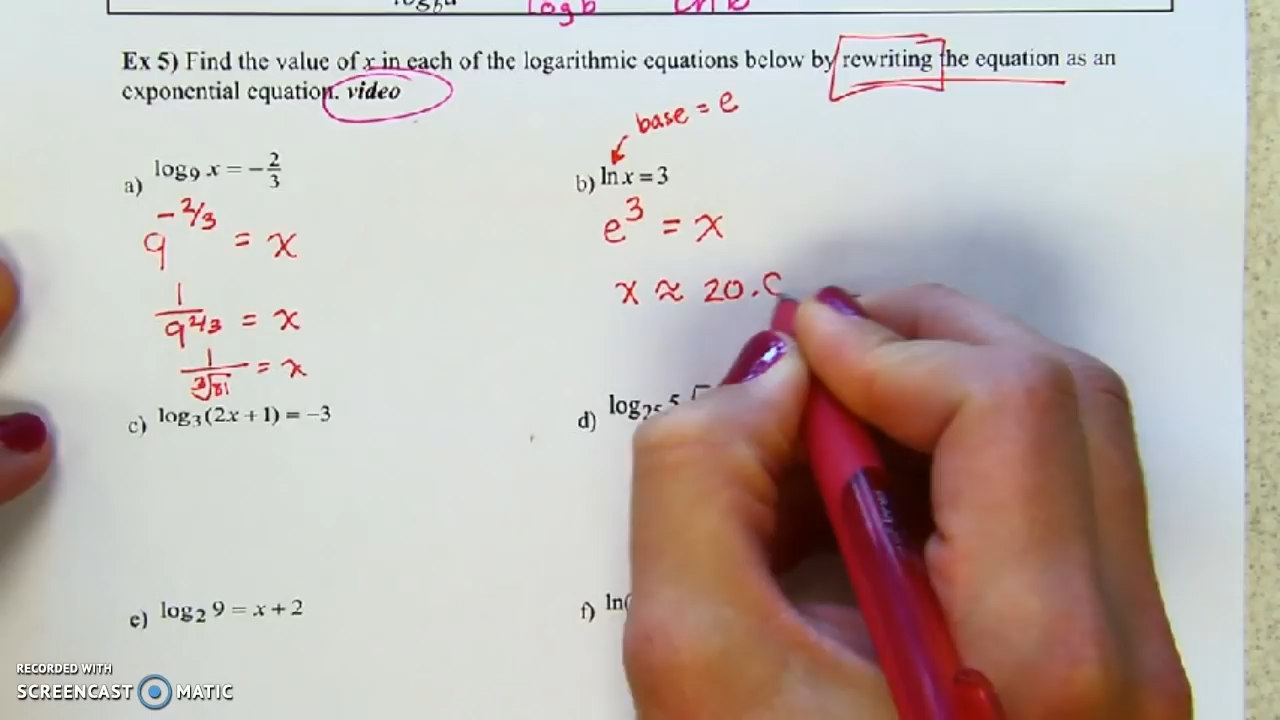 Ex 5) Find the value of x in each of the logarithmic equations below by rewriting the equation as an
exponential equation. video
base = e
a) log₉ x = −2/3
b) ln x = 3
9^(−2/3) = x
e³ = x
1/9^(2/3) = x
x ≈ 20.0
1/∛81 = x
c) log₃(2x + 1) = −3
d) log₂₅ 5
e) log₂ 9 = x + 2
f) ln(
RECORDED WITH
SCREENCAST MATIC